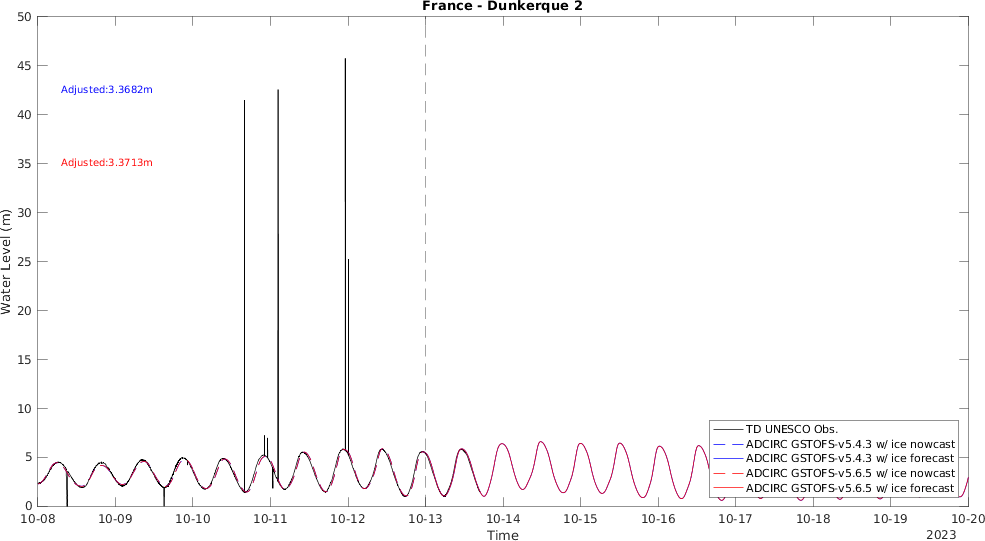 France - Dunkerque 2
50
45
40
35
30
25
20
15
10
5
0
Water Level (m)
Adjusted:3.3682m
Adjusted:3.3713m
TD UNESCO Obs.
ADCIRC GSTOFS-v5.4.3 w/ ice nowcast
ADCIRC GSTOFS-v5.4.3 w/ ice forecast
ADCIRC GSTOFS-v5.6.5 w/ ice nowcast
ADCIRC GSTOFS-v5.6.5 w/ ice forecast
10-08 10-09 10-10 10-11 10-12 10-13 10-14 10-15 10-16 10-17 10-18 10-19 10-20
Time
2023